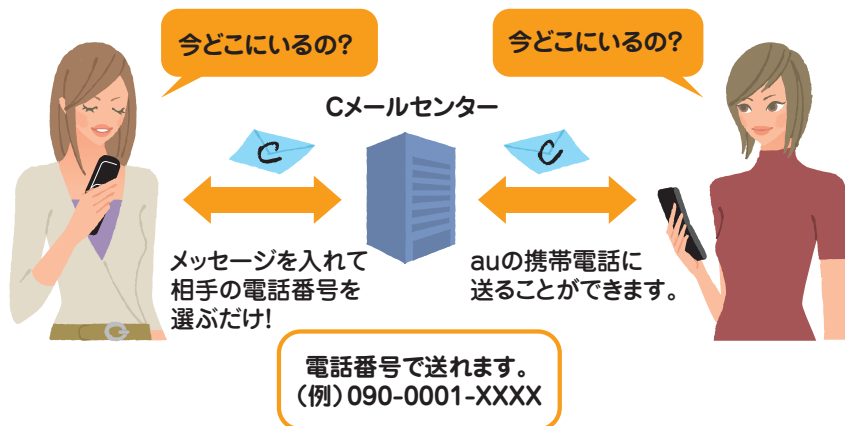 今どこにいるの?
今どこにいるの?
Cメールセンター
C
C
メッセージを入れて
相手の電話番号を
選ぶだけ!
auの携帯電話に
送ることができます。
電話番号で送れます。
(例)090-0001-XXXX